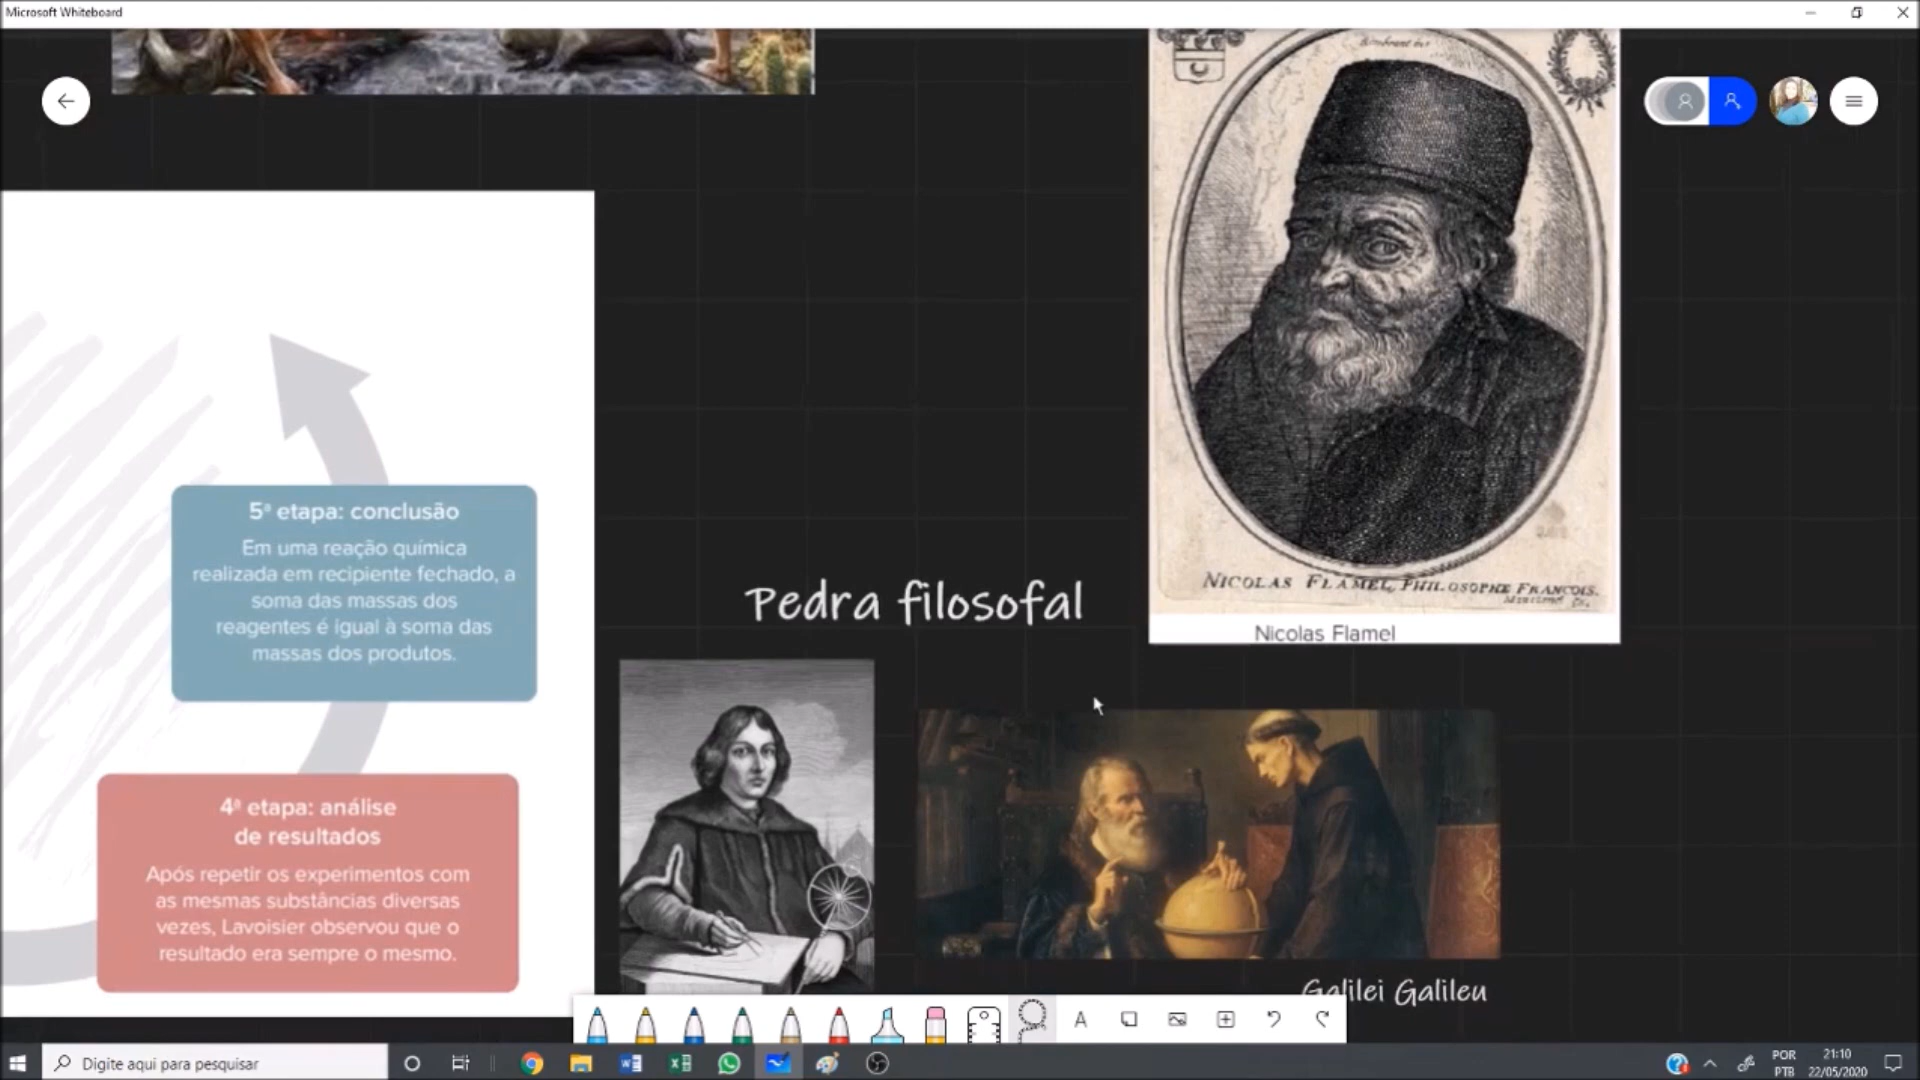 Microsoft Whiteboard
NICOLAS FLAMEL, PHILOSOPHE FRANCOIS.
Nicolas Flamel
Pedra filosofal
5ª etapa: conclusão
Em uma reação química
realizada em recipiente fechado, a
soma das massas dos
reagentes é igual à soma das
massas dos produtos.
4ª etapa: análise
de resultados
Após repetir os experimentos com
as mesmas substâncias diversas
vezes, Lavoisier observou que o
resultado era sempre o mesmo.
Galilei Galileu
A
Digite aqui para pesquisar
POR
PTB
21:10
22/05/2020